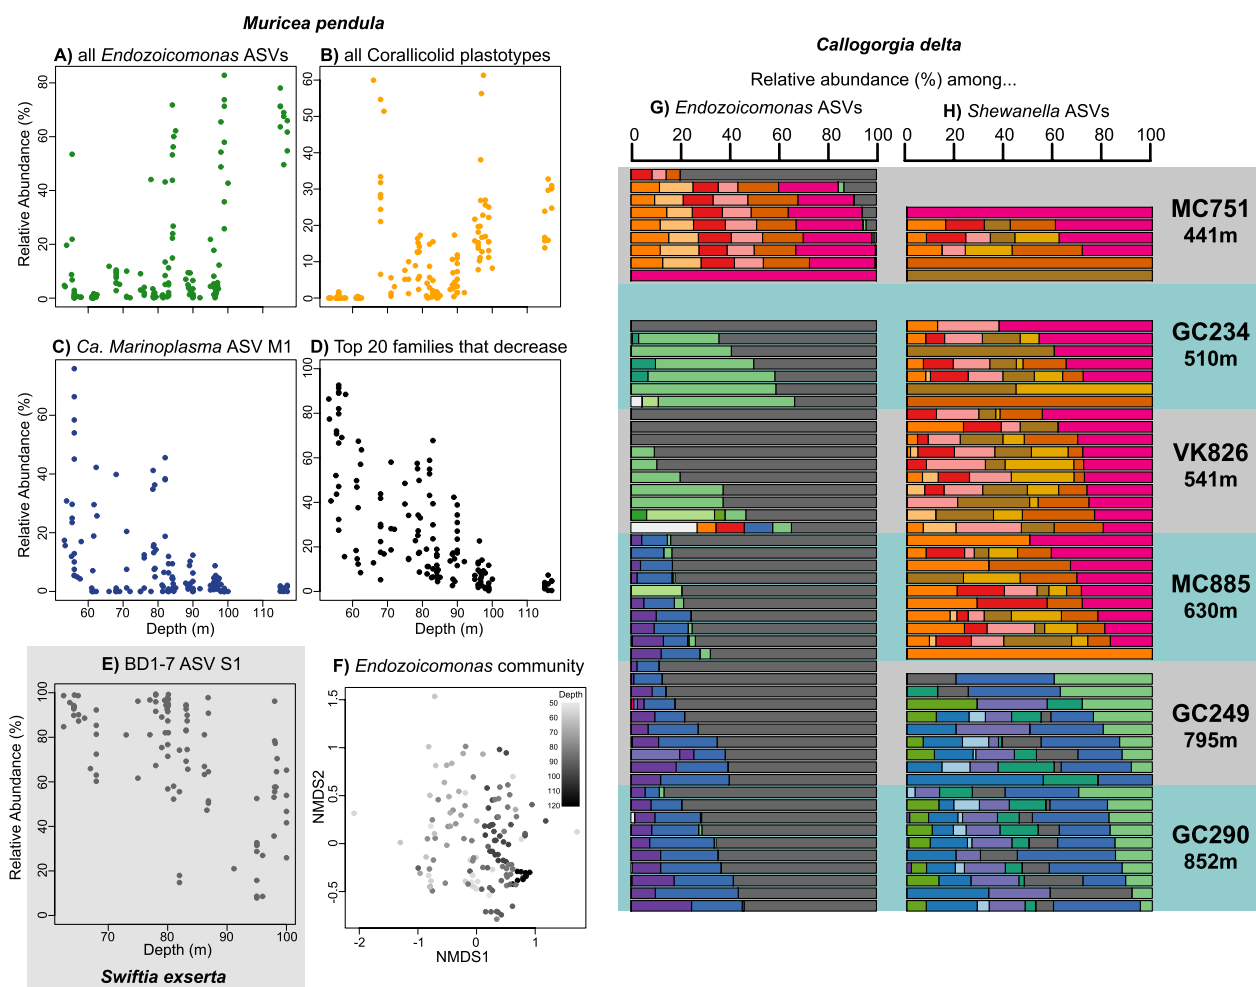 Muricea pendula
A) all Endozoicomonas ASVs
Relative Abundance (%)
80
60
40
20
0
B) all Corallicolid plastotypes
60
50
40
30
20
10
0
C) Ca. Marinoplasma ASV M1
Relative Abundance (%)
60
40
20
0
60 70 80 90 100 110
Depth (m)
D) Top 20 families that decrease
100
80
60
40
20
0
60 70 80 90 100 110
Depth (m)
E) BD1-7 ASV S1
Relative Abundance (%)
100
80
60
40
20
0
70 80 90 100
Depth (m)
Swiftia exserta
F) Endozoicomonas community
NMDS2
1.5
1
0.5
0
-0.5
-2 -1 0 1
NMDS1
Depth
50
60
70
80
90
100
110
120
Callogorgia delta
Relative abundance (%) among...
G) Endozoicomonas ASVs
0 20 40 60 80 100
H) Shewanella ASVs
0 20 40 60 80 100
MC751
441m
GC234
510m
VK826
541m
MC885
630m
GC249
795m
GC290
852m